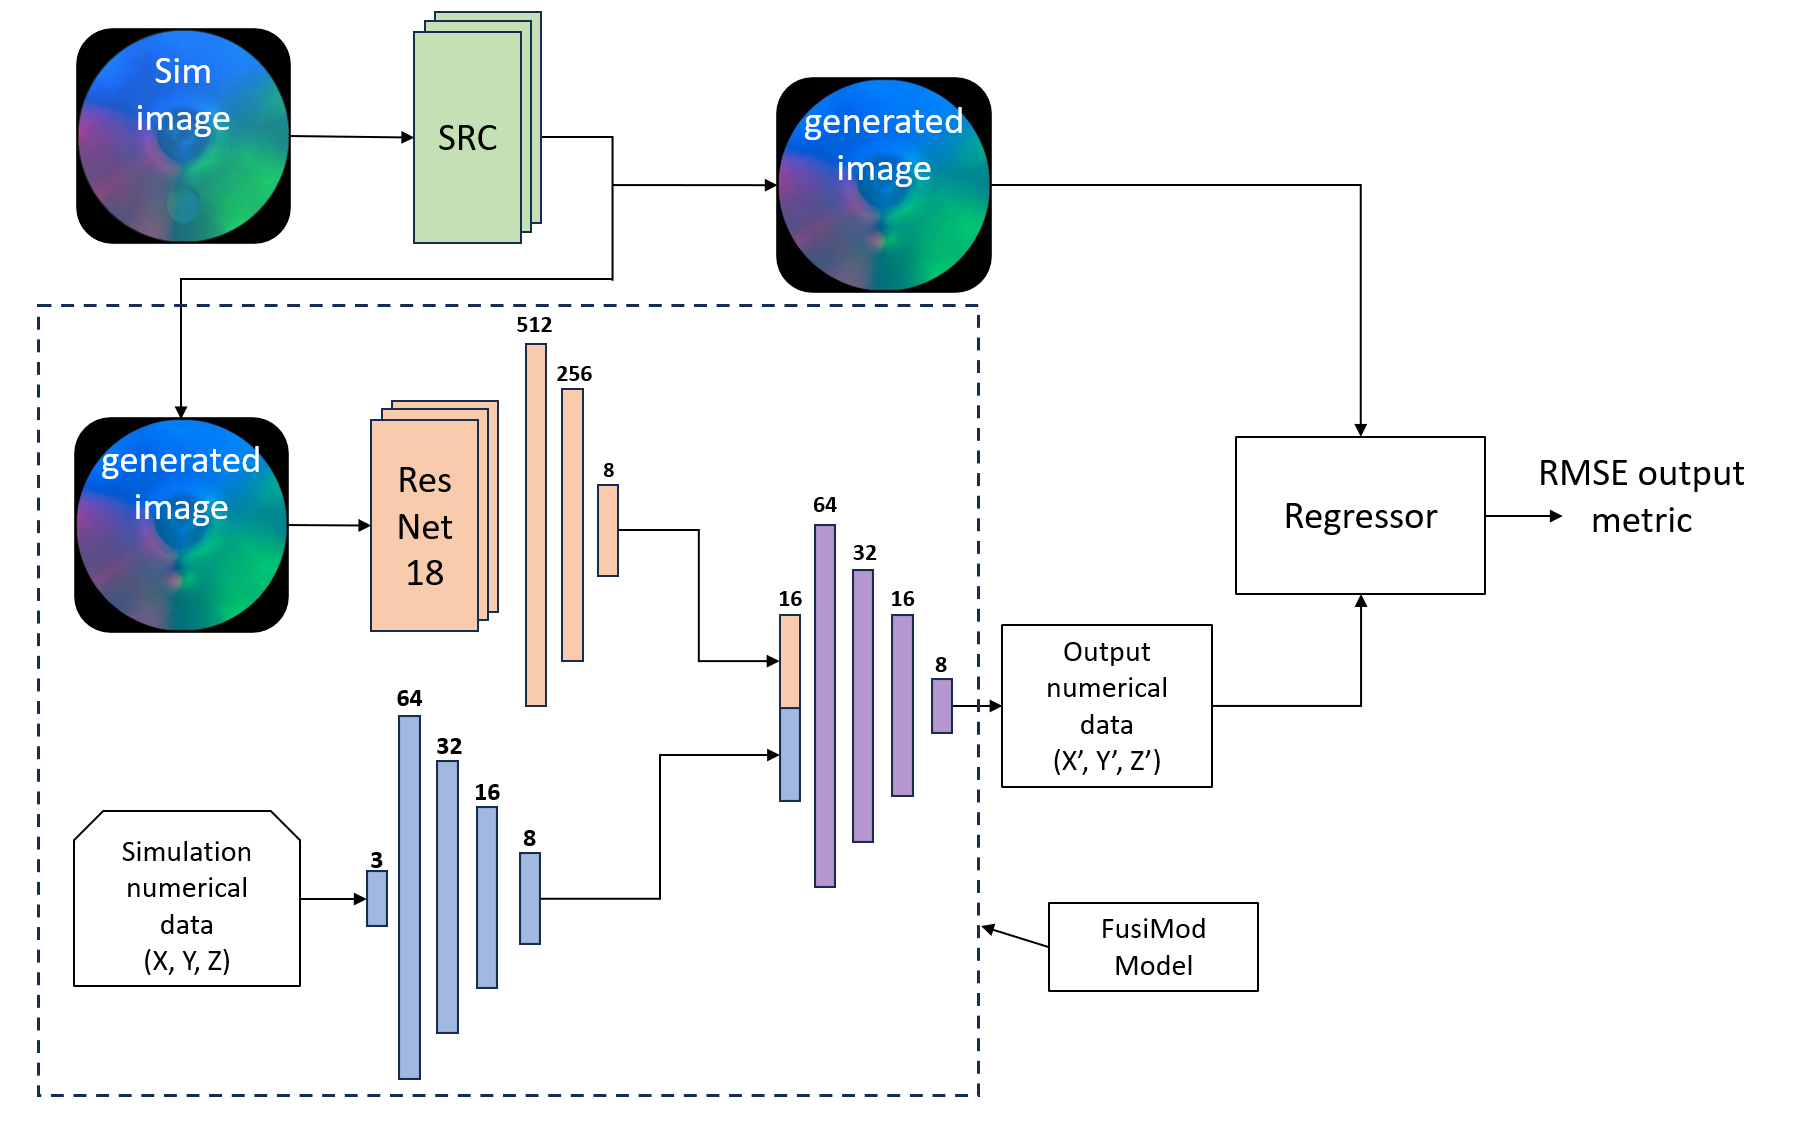 Sim
image
SRC
generated
image
512
256
8
generated
image
Res
Net
18
64
32
16
8
16
64
32
16
8
3
Simulation
numerical
data
(X, Y, Z)
Output
numerical
data
(X’, Y’, Z’)
Regressor
RMSE output
metric
FusiMod
Model